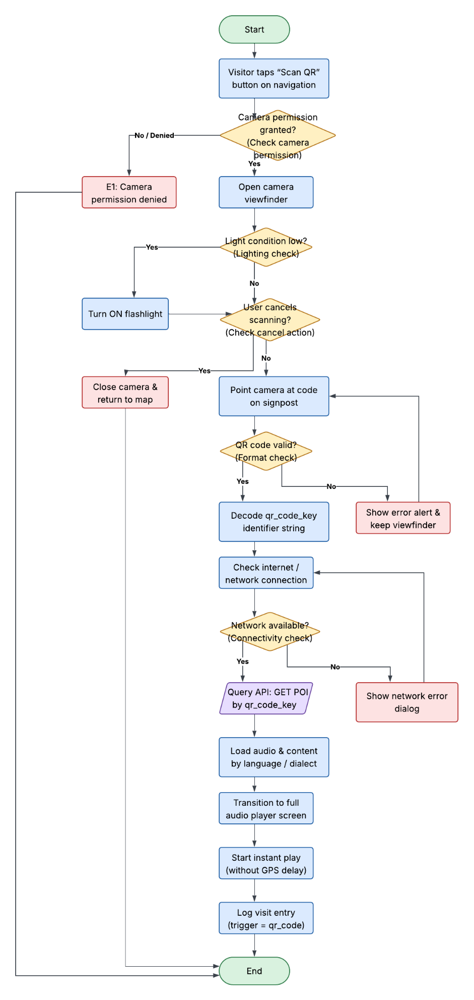 Start
Visitor taps “Scan QR”
button on navigation
Camera permission
granted?
(Check camera
permission)
No / Denied
Yes
E1: Camera
permission denied
Open camera
viewfinder
Light condition low?
(Lighting check)
Yes
No
Turn ON flashlight
User cancels
scanning?
(Check cancel action)
No
Yes
Close camera &
return to map
Point camera at code
on signpost
QR code valid?
(Format check)
Yes
No
Decode qr_code_key
identifier string
Show error alert &
keep viewfinder
Check internet /
network connection
Network available?
(Connectivity check)
Yes
No
Query API: GET POI
by qr_code_key
Show network error
dialog
Load audio & content
by language / dialect
Transition to full
audio player screen
Start instant play
(without GPS delay)
Log visit entry
(trigger = qr_code)
End